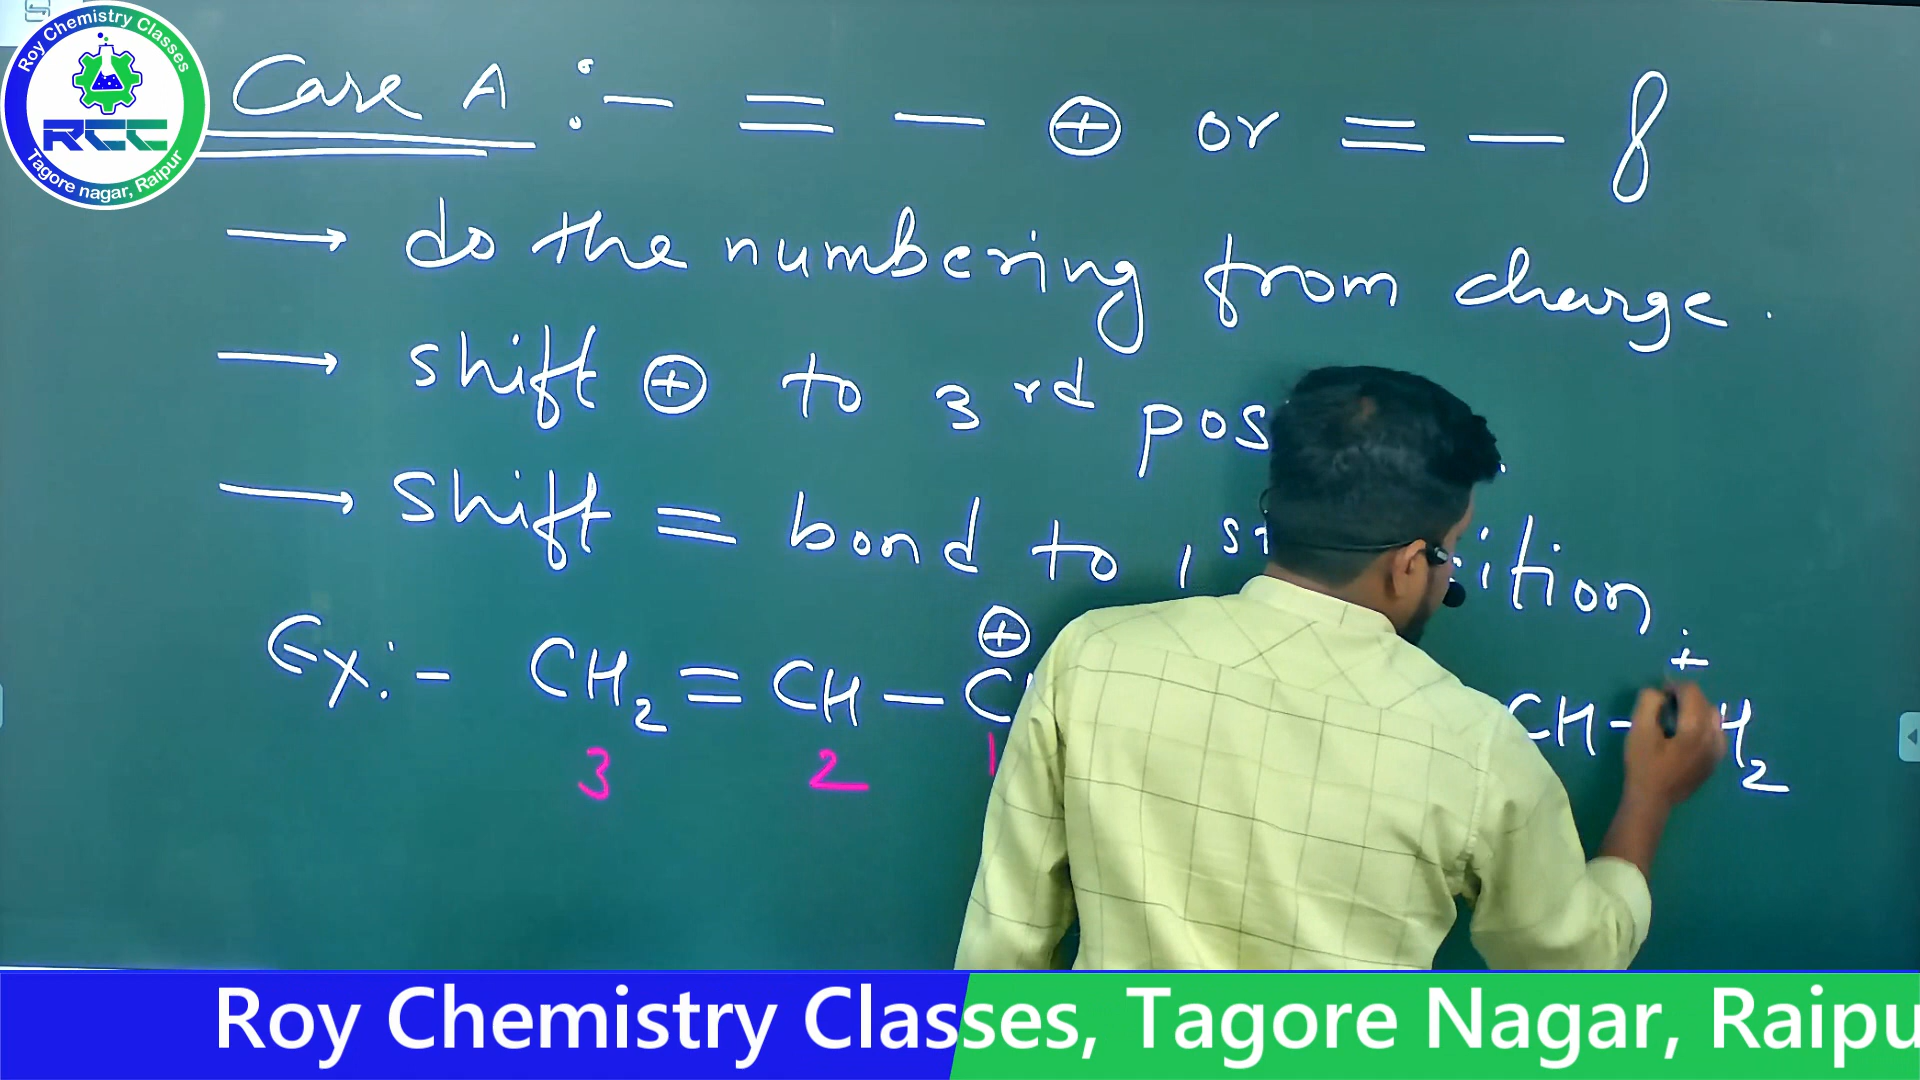 Roy Chemistry Classes
RCC
Tagore nagar, Raipur
Case A :- = - ⊕ or = -
→ do the numbering from charge.
→ shift ⊕ to 3rd pos
→ Shift = bond to 1st ition
⊕ +
Ex:- CH2 = CH - C CH - H2
3 2 1
Roy Chemistry Classes, Tagore Nagar, Raipu